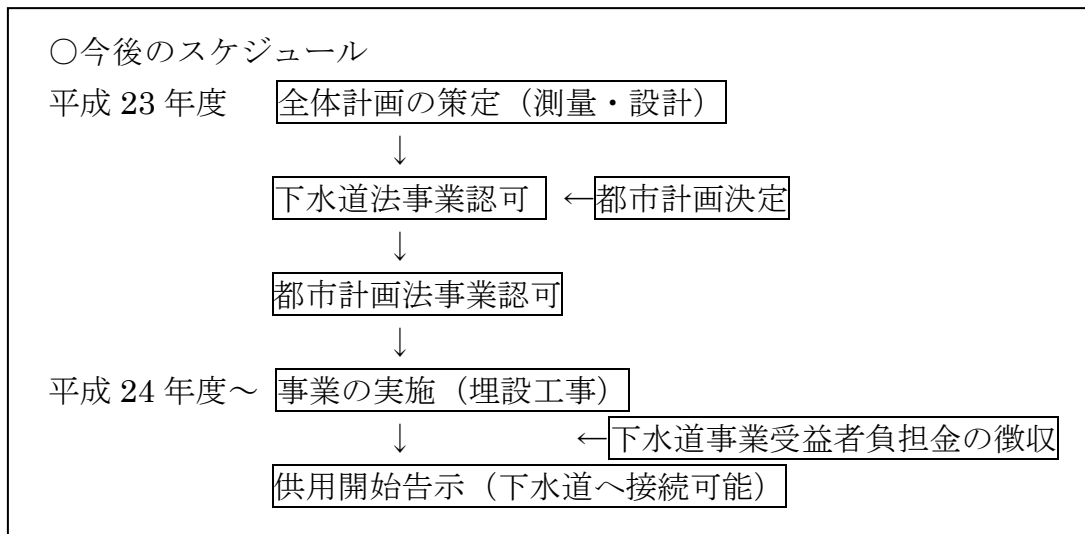 ○今後のスケジュール
平成 23 年度 全体計画の策定（測量・設計）
↓
下水道法事業認可 ←都市計画決定
↓
都市計画法事業認可
↓
平成 24 年度～ 事業の実施（埋設工事）
↓ ←下水道事業受益者負担金の徴収
供用開始告示（下水道へ接続可能）